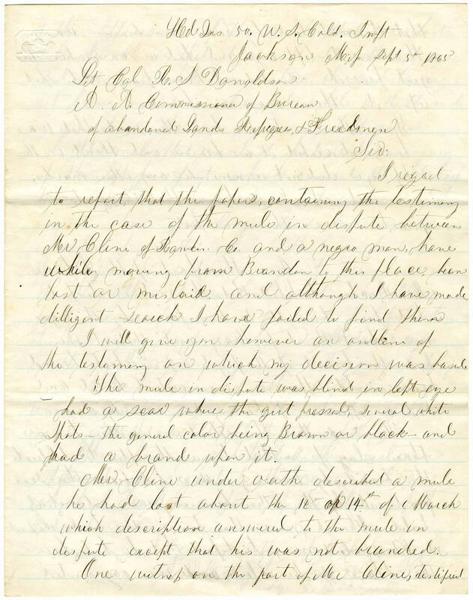 Hd Qrs 50. U. S. Cold. Inft
Jackson Mis/ Sept 5th 1865
Lt Col R. S Donaldson
A. A. Commissioner of Bureau
of abandoned Lands Refugees & Freedmen
Sir:
I regret
to report that the papers, containing the testimony
in the case of the mule in dispute between
Mr Cline of Rankin Co and a negro man, have
while moving from Brandon to this place, been
lost or mislaid and although I have made
dilligent search I have failed to find them
I will give you however an outline of
the testimony on which my decision was based.
The mule in dispute was blind in left eye
– had a scar where the girt pressed, several white
spots – the general color being Brown or black – and
had a brand upon it.
Mr. Cline under oath described a mule
he had lost about the 10 or 14th of March
which description answered to the mule in
dispute except that his was not branded.
One witness on the part of Mr Cline testified